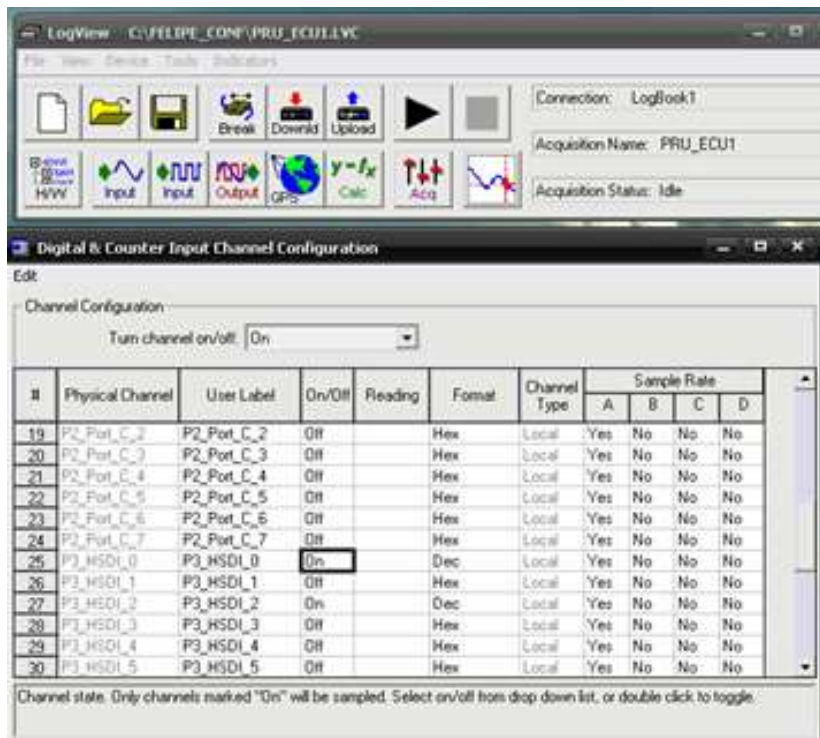 LogView C:\FELIPE_CONF\PRU_ECU1.LVC
File View Device Tools Indicators
Break Downld Upload
Connection: LogBook1
Acquisition Name: PRU_ECU1
H/W Input Input Output GPS Calc Acq
y=fx
Acquisition Status: Idle
Digital & Counter Input Channel Configuration
Edit
Channel Configuration
Turn channel on/off: On
# Physical Channel User Label On/Off Reading Format Channel Type Sample Rate
A B C D
19 P2_Port_C_2 P2_Port_C_2 Off Hex Local Yes No No No
20 P2_Port_C_3 P2_Port_C_3 Off Hex Local Yes No No No
21 P2_Port_C_4 P2_Port_C_4 Off Hex Local Yes No No No
22 P2_Port_C_5 P2_Port_C_5 Off Hex Local Yes No No No
23 P2_Port_C_6 P2_Port_C_6 Off Hex Local Yes No No No
24 P2_Port_C_7 P2_Port_C_7 Off Hex Local Yes No No No
25 P3_HSDI_0 P3_HSDI_0 On Dec Local Yes No No No
26 P3_HSDI_1 P3_HSDI_1 Off Hex Local Yes No No No
27 P3_HSDI_2 P3_HSDI_2 On Dec Local Yes No No No
28 P3_HSDI_3 P3_HSDI_3 Off Hex Local Yes No No No
29 P3_HSDI_4 P3_HSDI_4 Off Hex Local Yes No No No
30 P3_HSDI_5 P3_HSDI_5 Off Hex Local Yes No No No
Channel state. Only channels marked "On" will be sampled. Select on/off from drop down list, or double click to toggle.